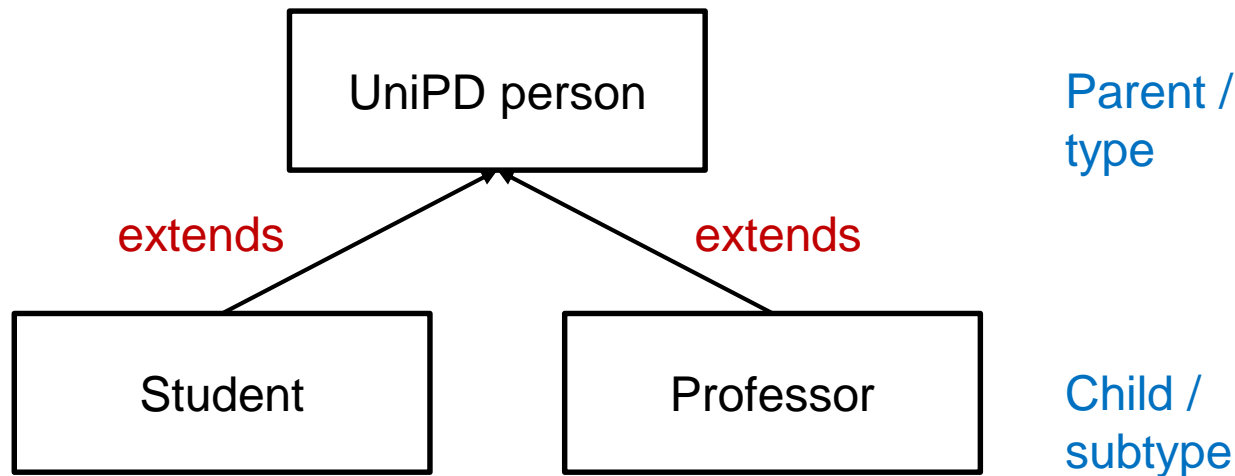 UniPD person
Parent /
type
extends
extends
Student
Professor
Child /
subtype